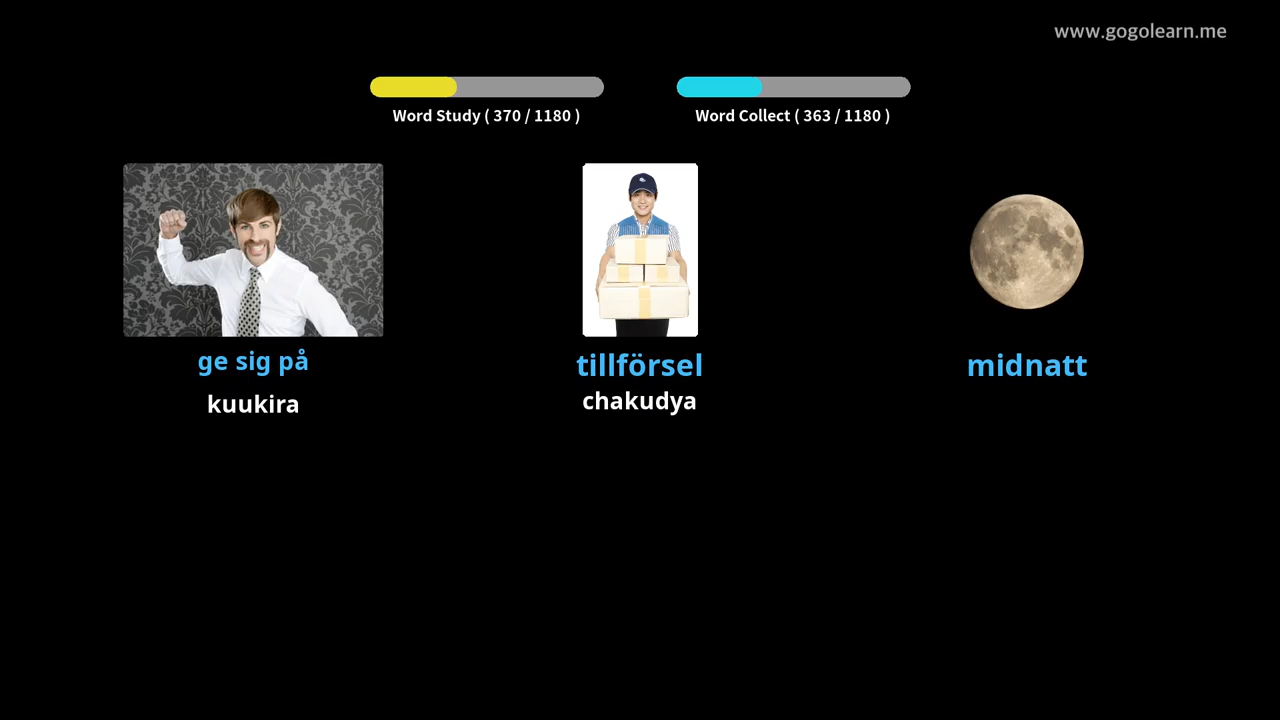 www.gogolearn.me
Word Study ( 370 / 1180 )
Word Collect ( 363 / 1180 )
ge sig på
kuukira
tillförsel
chakudya
midnatt